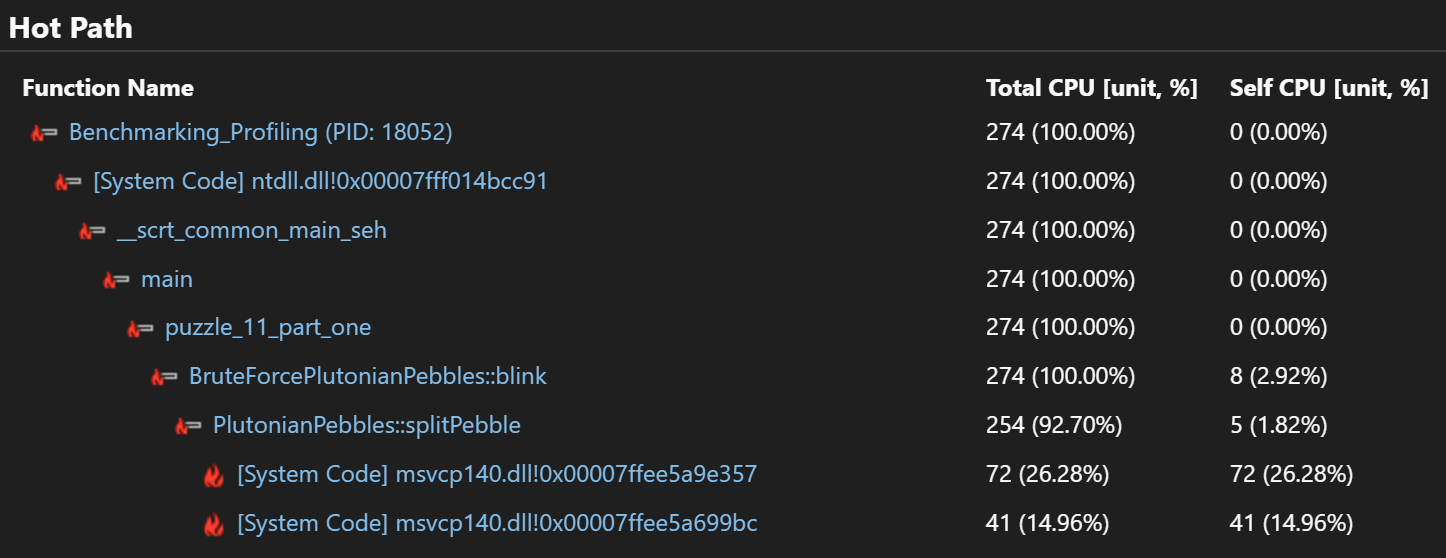 Hot Path
Function Name Total CPU [unit, %] Self CPU [unit, %]
Benchmarking_Profiling (PID: 18052) 274 (100.00%) 0 (0.00%)
[System Code] ntdll.dll!0x00007fff014bcc91 274 (100.00%) 0 (0.00%)
__scrt_common_main_seh 274 (100.00%) 0 (0.00%)
main 274 (100.00%) 0 (0.00%)
puzzle_11_part_one 274 (100.00%) 0 (0.00%)
BruteForcePlutonianPebbles::blink 274 (100.00%) 8 (2.92%)
PlutonianPebbles::splitPebble 254 (92.70%) 5 (1.82%)
[System Code] msvcp140.dll!0x00007ffee5a9e357 72 (26.28%) 72 (26.28%)
[System Code] msvcp140.dll!0x00007ffee5a699bc 41 (14.96%) 41 (14.96%)